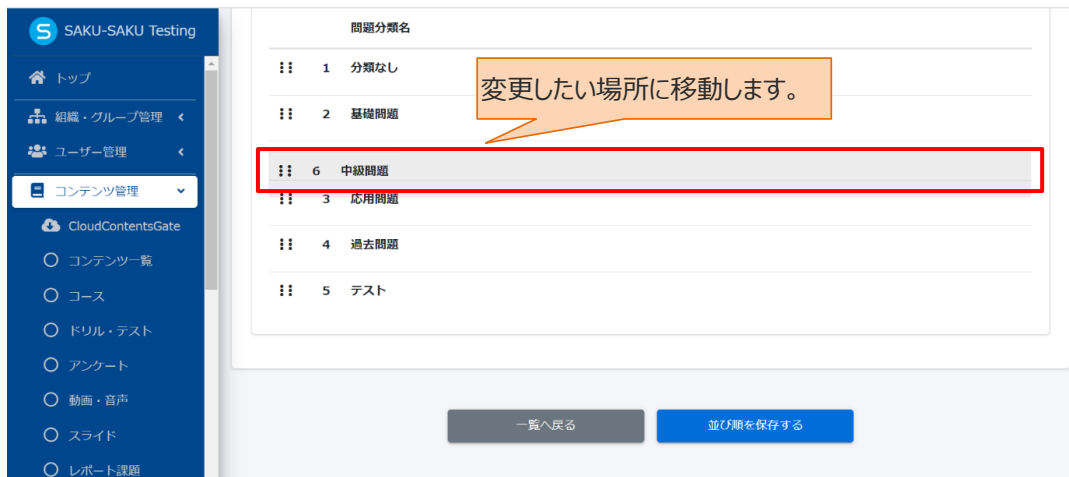 SAKU-SAKU Testing
トップ
組織・グループ管理
ユーザー管理
コンテンツ管理
CloudContentsGate
コンテンツ一覧
コース
ドリル・テスト
アンケート
動画・音声
スライド
レポート課題
問題分類名
1 分類なし
2 基礎問題
変更したい場所に移動します。
6 中級問題
3 応用問題
4 過去問題
5 テスト
一覧へ戻る
並び順を保存する